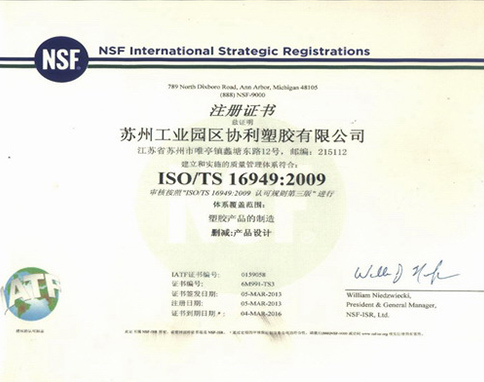 NSF
NSF International Strategic Registrations
789 North Dixboro Road, Ann Arbor, Michigan 48105
(888) NSF-9000
注册证书
兹证明
苏州工业园区协利塑胶有限公司
江苏省苏州市唯亭镇蠡塘东路12号，邮编：215112
建立和实施的质量管理体系符合：
ISO/TS 16949:2009
审核按照"ISO/TS 16949:2009 认可规则第三版"进行
体系覆盖范围：
塑胶产品的制造
删减:产品设计
IATF证书编号： 0159058
证书编号： 6M991-TS3
证书签发日期： 05-MAR-2013
注册日期： 05-MAR-2013
证书到期日期： 04-MAR-2016
IATF
William Niedzwiecki,
President & General Manager,
NSF-ISR, Ltd.